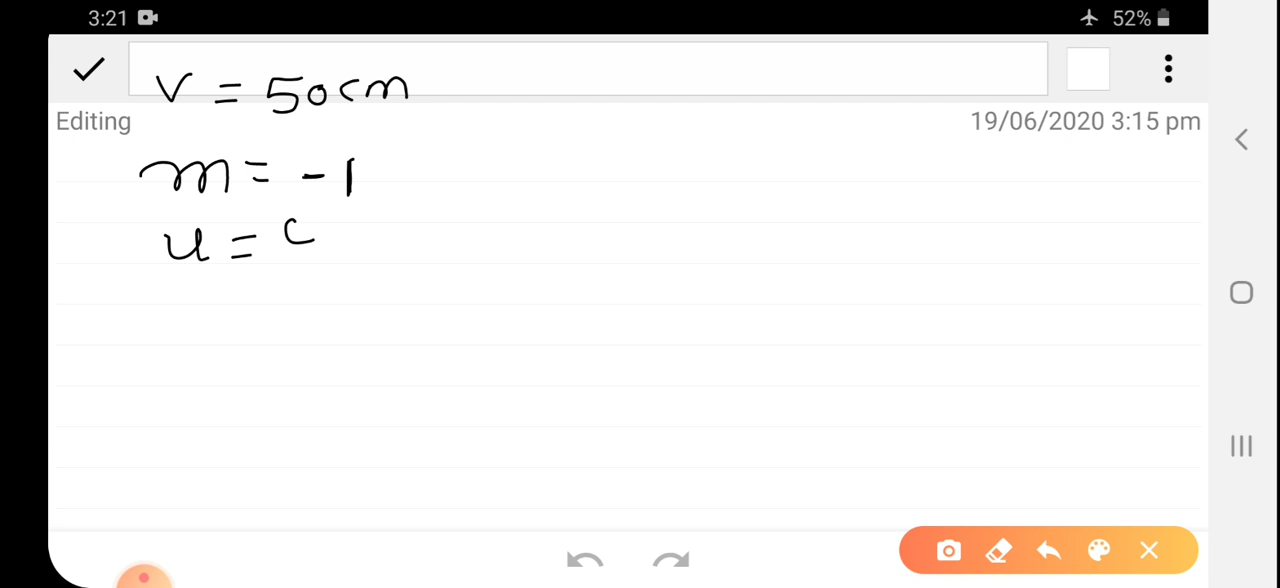 3:21 52%
v = 50cm
Editing 19/06/2020 3:15 pm
m = -1
u =